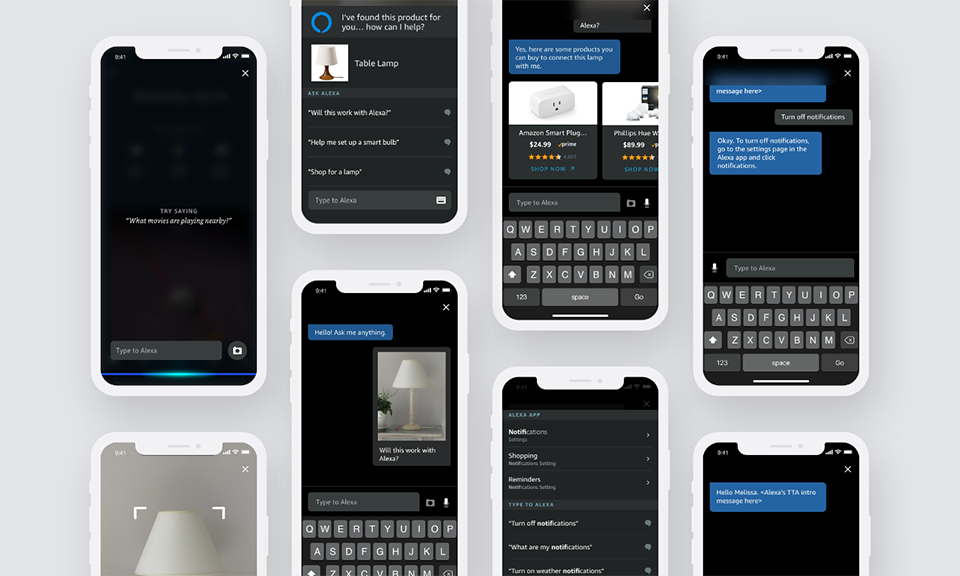 9:41
TRY SAYING
"What movies are playing nearby?"
Type to Alexa
9:41
I've found this product for
you... how can I help?
Table Lamp
ASK ALEXA
"Will this work with Alexa?"
"Help me set up a smart bulb"
"Shop for a lamp"
Type to Alexa
9:41
Hello! Ask me anything.
Will this work with
Alexa?
Type to Alexa
Q W E R T Y U I O P
A S D F G H J K L
Z X C V B N M
Alexa?
Yes, here are some products you
can buy to connect this lamp
with me.
Amazon Smart Plug...
$24.99 prime
4,811
SHOP NOW
Phillips Hue W
$89.99
SHOP NOW
Type to Alexa
Q W E R T Y U I O P
A S D F G H J K L
Z X C V B N M
123 space Go
9:41
ALEXA APP
Notifications
Settings
Shopping
Notifications Setting
Reminders
Notifications Setting
TYPE TO ALEXA
"Turn off notifications"
"What are my notifications"
"Turn on weather notifications"
9:41
message here>
Turn off notifications
Okay. To turn off notifications,
go to the settings page in the
Alexa app and click
notifications.
Type to Alexa
Q W E R T Y U I O P
A S D F G H J K L
Z X C V B N M
123 space Go
9:41
Hello Melissa. <Alexa's TTA intro
message here>